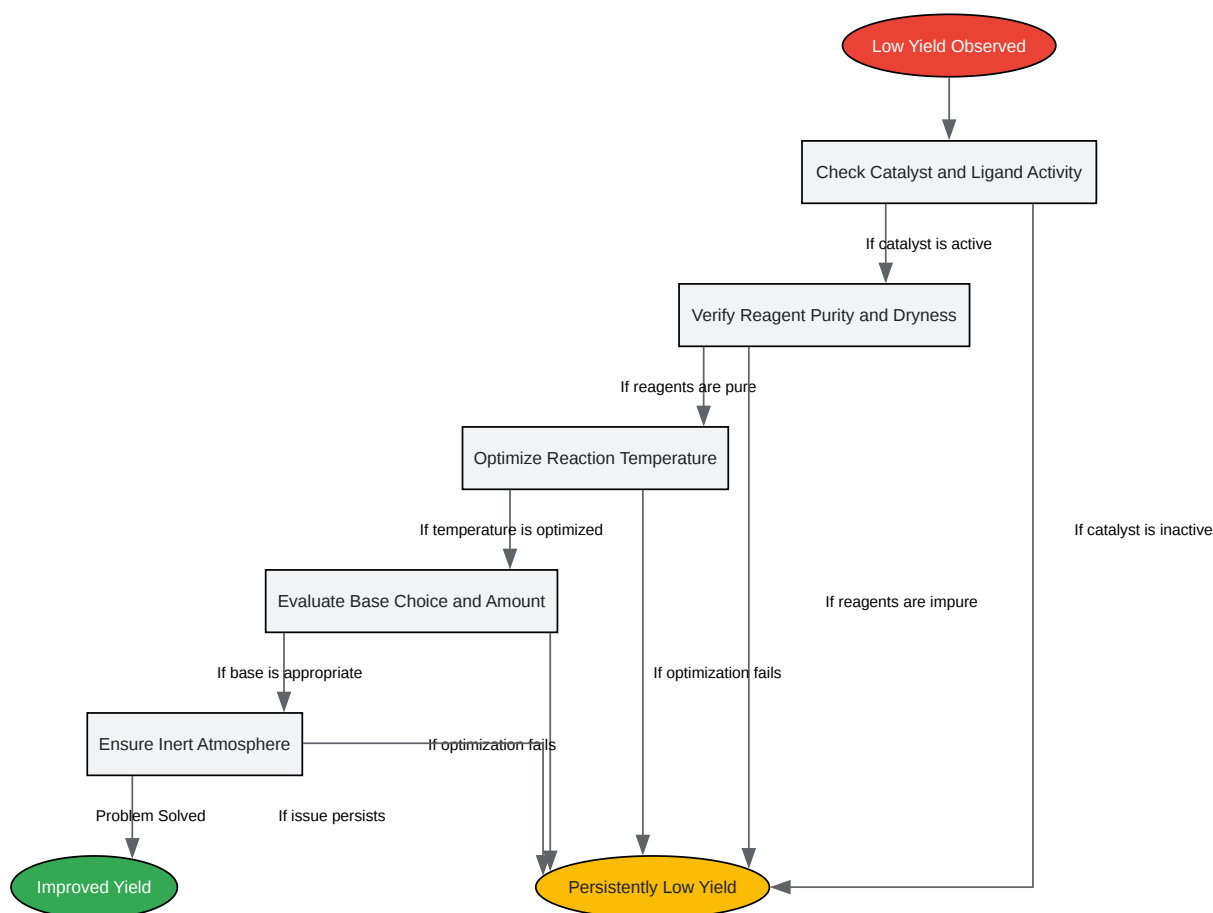 Low Yield Observed
Check Catalyst and Ligand Activity
If catalyst is active
Verify Reagent Purity and Dryness
If reagents are pure
Optimize Reaction Temperature
If temperature is optimized
If catalyst is inactive
Evaluate Base Choice and Amount
If reagents are impure
If base is appropriate
If optimization fails
Ensure Inert Atmosphere
If optimization fails
Problem Solved
If issue persists
Improved Yield
Persistently Low Yield